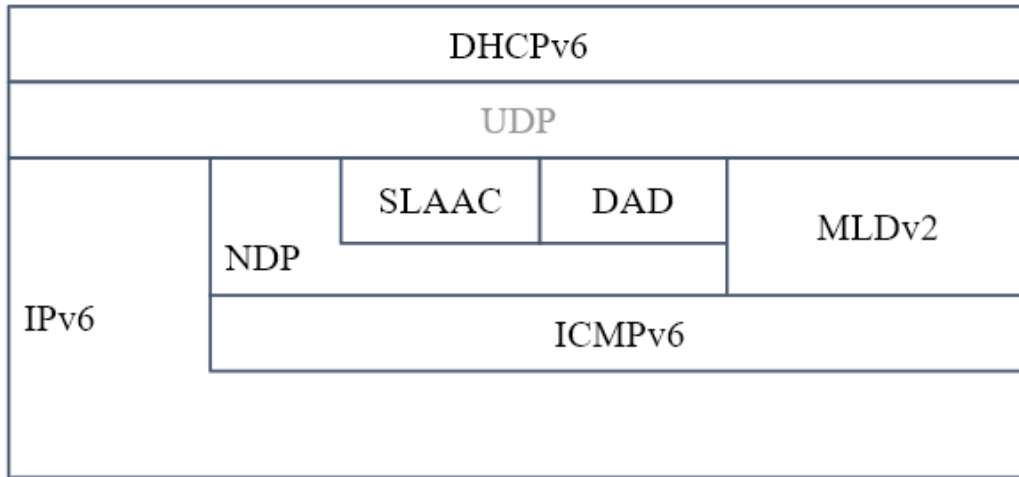 DHCPv6
UDP
SLAAC
DAD
MLDv2
NDP
IPv6
ICMPv6